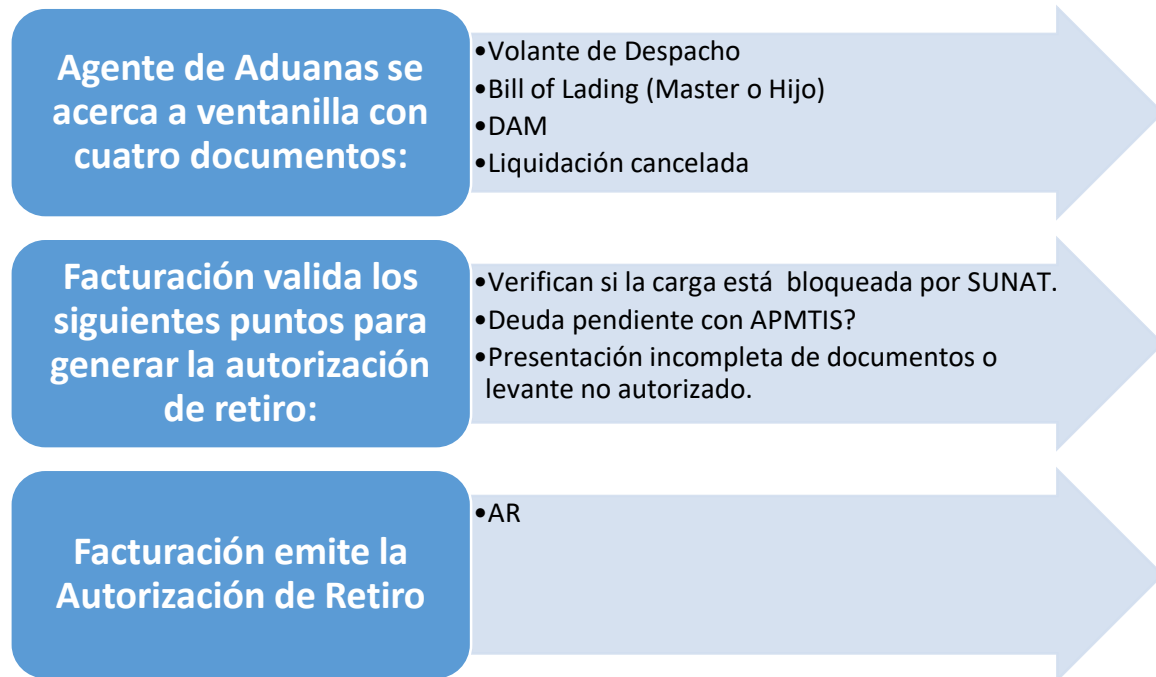 Agente de Aduanas se
acerca a ventanilla con
cuatro documentos:
•Volante de Despacho
•Bill of Lading (Master o Hijo)
•DAM
•Liquidación cancelada
Facturación valida los
siguientes puntos para
generar la autorización
de retiro:
•Verifican si la carga está bloqueada por SUNAT.
•Deuda pendiente con APMTIS?
•Presentación incompleta de documentos o
levante no autorizado.
Facturación emite la
Autorización de Retiro
•AR